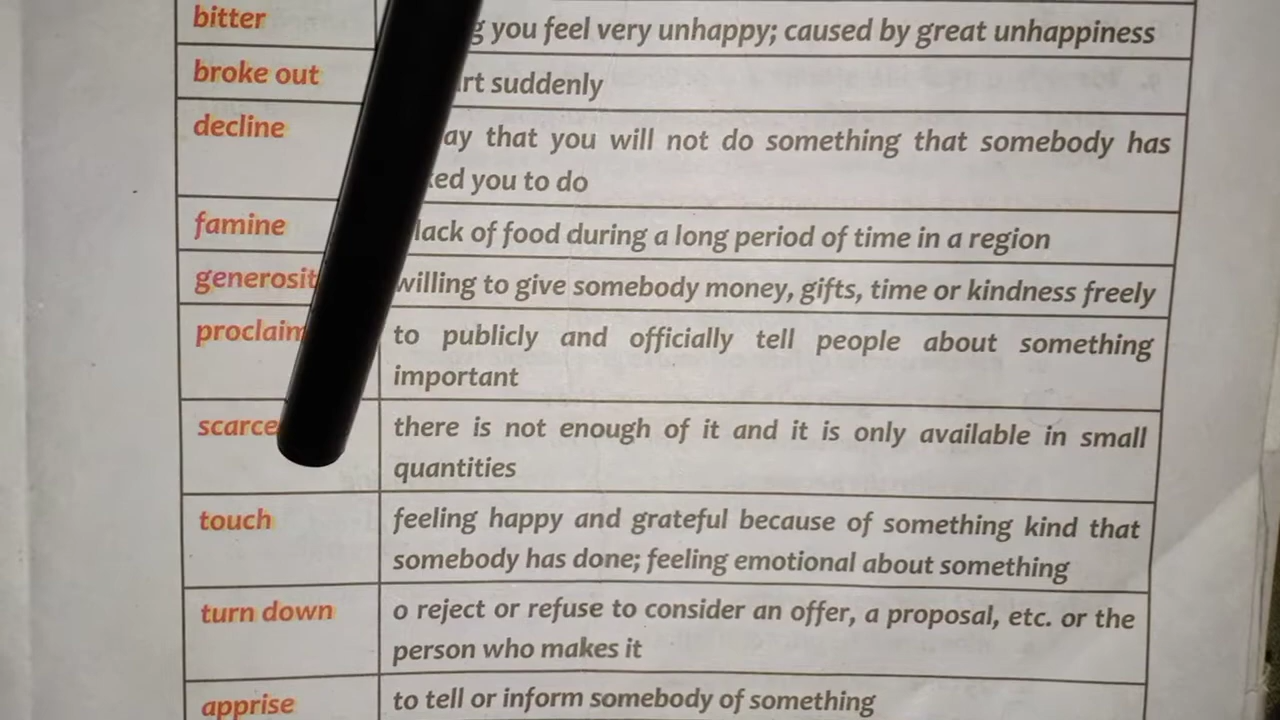 bitter
you feel very unhappy; caused by great unhappiness
broke out
suddenly
decline
that you will not do something that somebody has
you to do
famine
lack of food during a long period of time in a region
willing to give somebody money, gifts, time or kindness freely
proclaim
to publicly and officially tell people about something
important
scarce
there is not enough of it and it is only available in small
quantities
touch
feeling happy and grateful because of something kind that
somebody has done; feeling emotional about something
turn down
o reject or refuse to consider an offer, a proposal, etc. or the
person who makes it
apprise
to tell or inform somebody of something